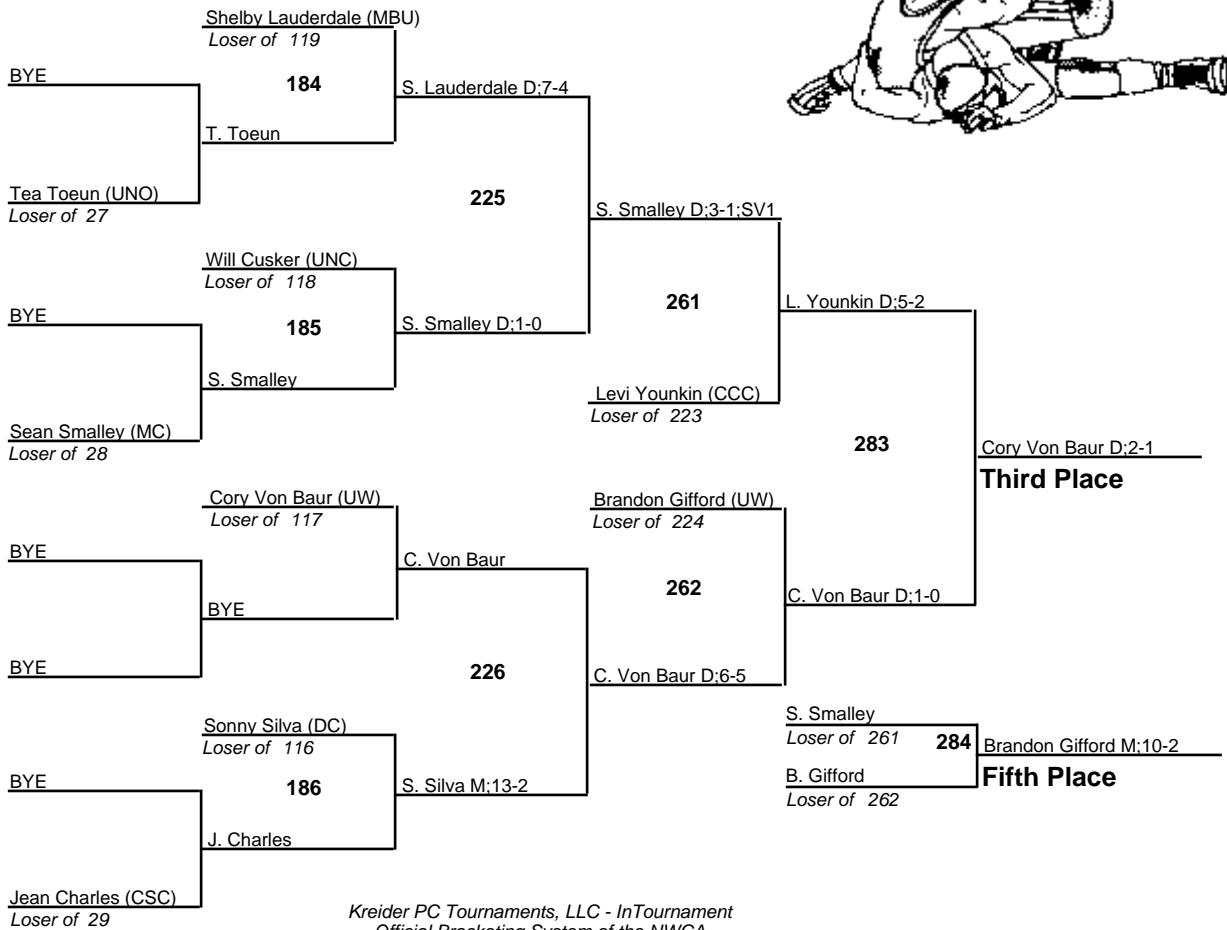 Shelby Lauderdale (MBU)
Loser of 119
BYE
184
S. Lauderdale D;7-4
T. Toeun
Tea Toeun (UNO)
Loser of 27
225
S. Smalley D;3-1;SV1
Will Cusker (UNC)
Loser of 118
BYE
185
S. Smalley D;1-0
261
L. Younkin D;5-2
S. Smalley
Levi Younkin (CCC)
Loser of 223
Sean Smalley (MC)
Loser of 28
283
Cory Von Baur D;2-1
Third Place
Cory Von Baur (UW)
Loser of 117
Brandon Gifford (UW)
Loser of 224
BYE
C. Von Baur
262
C. Von Baur D;1-0
BYE
BYE
226
C. Von Baur D;6-5
Sonny Silva (DC)
Loser of 116
S. Smalley
Loser of 261
284
Brandon Gifford M;10-2
Fifth Place
BYE
186
S. Silva M;13-2
B. Gifford
Loser of 262
J. Charles
Jean Charles (CSC)
Loser of 29
Kreider PC Tournaments, LLC - InTournament
Official Bracketing System of the NWCA